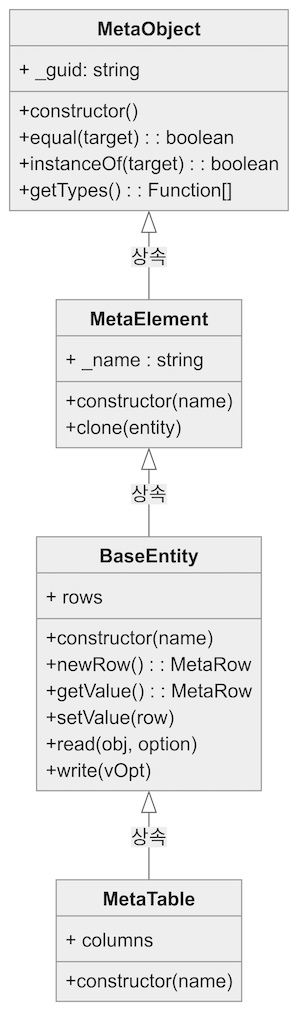 MetaObject
+ _guid: string
+constructor()
+equal(target) : : boolean
+instanceOf(target) : : boolean
+getTypes() : : Function[]
상속
MetaElement
+ _name : string
+constructor(name)
+clone(entity)
상속
BaseEntity
+ rows
+constructor(name)
+newRow() : : MetaRow
+getValue() : : MetaRow
+setValue(row)
+read(obj, option)
+write(vOpt)
상속
MetaTable
+ columns
+constructor(name)